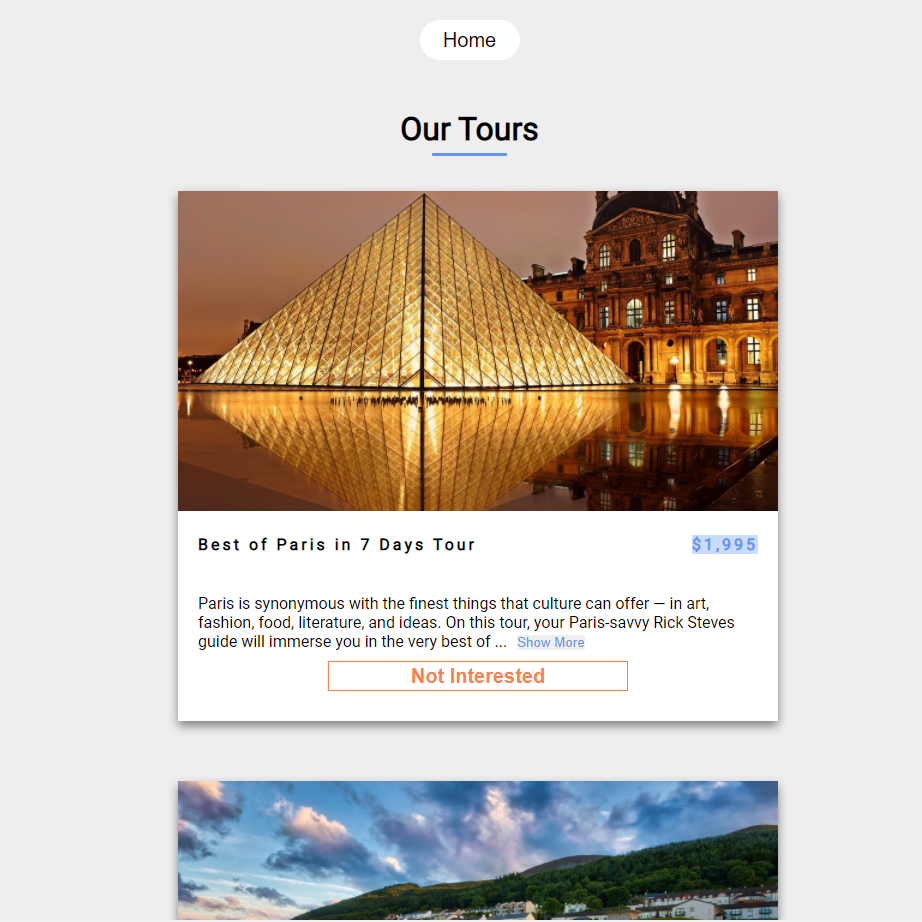 Home
Our Tours
Best of Paris in 7 Days Tour $1,995
Paris is synonymous with the finest things that culture can offer — in art,
fashion, food, literature, and ideas. On this tour, your Paris-savvy Rick Steves
guide will immerse you in the very best of ... Show More
Not Interested